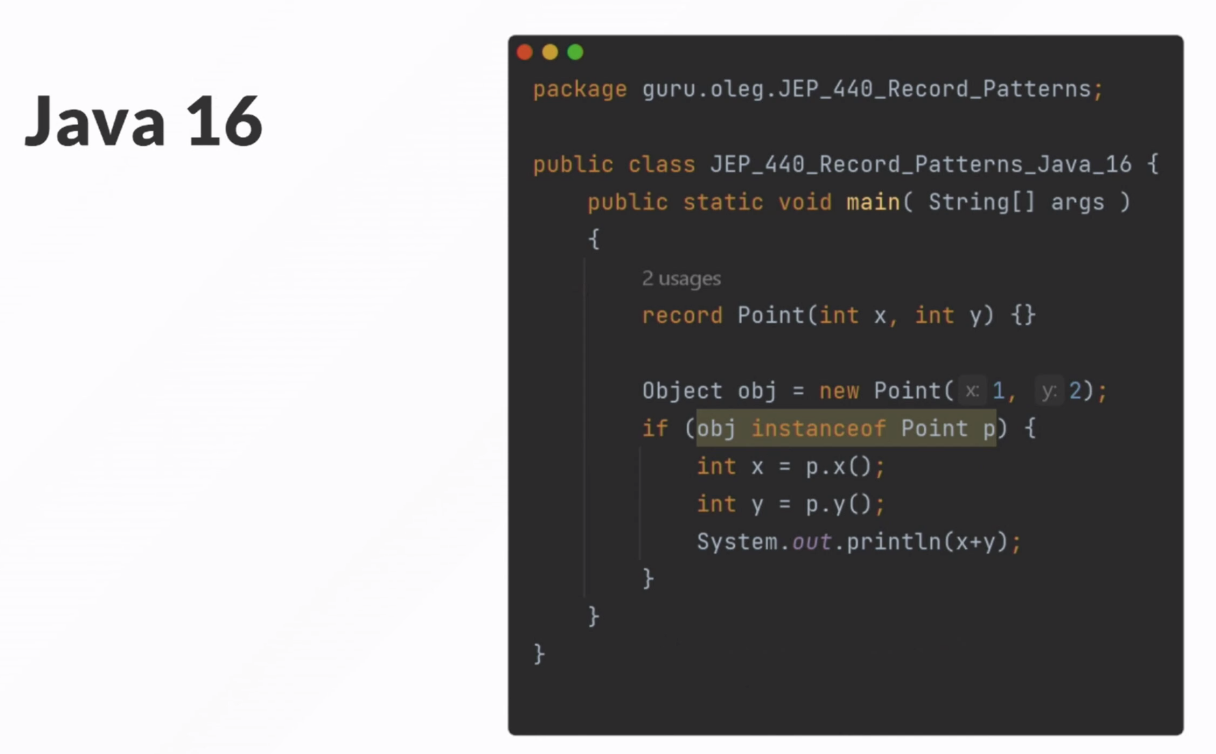 Java 16
package guru.oleg.JEP_440_Record_Patterns;
public class JEP_440_Record_Patterns_Java_16 {
public static void main( String[] args )
{
2 usages
record Point(int x, int y) {}
Object obj = new Point( x: 1, y: 2);
if (obj instanceof Point p) {
int x = p.x();
int y = p.y();
System.out.println(x+y);
}
}
}